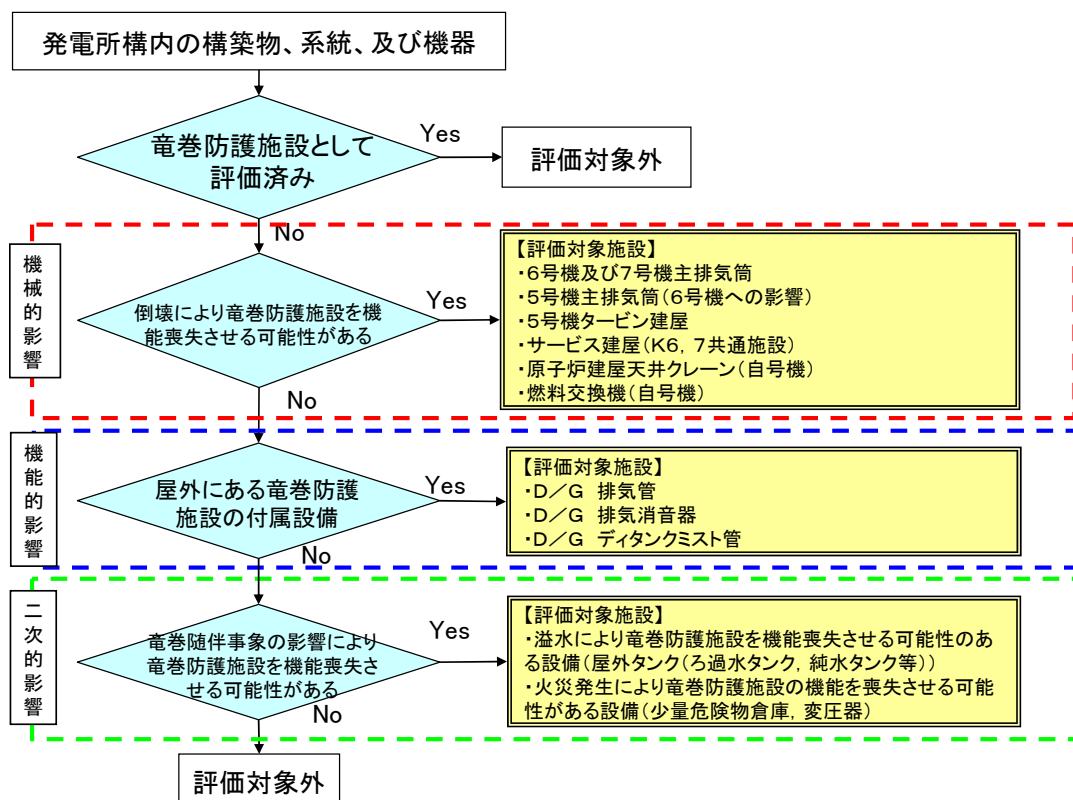 発電所構内の構築物、系統、及び機器
竜巻防護施設として
評価済み
Yes
評価対象外
No
機械的影響
倒壊により竜巻防護施設を機
能喪失させる可能性がある
Yes
【評価対象施設】
・６号機及び７号機主排気筒
・５号機主排気筒（６号機への影響）
・５号機タービン建屋
・サービス建屋（Ｋ６，７共通施設）
・原子炉建屋天井クレーン（自号機）
・燃料交換機（自号機）
No
機能的影響
屋外にある竜巻防護
施設の付属設備
Yes
【評価対象施設】
・Ｄ／Ｇ 排気管
・Ｄ／Ｇ 排気消音器
・Ｄ／Ｇ ディタンクミスト管
No
二次的影響
竜巻随伴事象の影響により
竜巻防護施設を機能喪失さ
せる可能性がある
Yes
【評価対象施設】
・溢水により竜巻防護施設を機能喪失させる可能性のあ
る設備（屋外タンク（ろ過水タンク，純水タンク等））
・火災発生により竜巻防護施設の機能を喪失させる可能
性がある設備（少量危険物倉庫，変圧器）
No
評価対象外